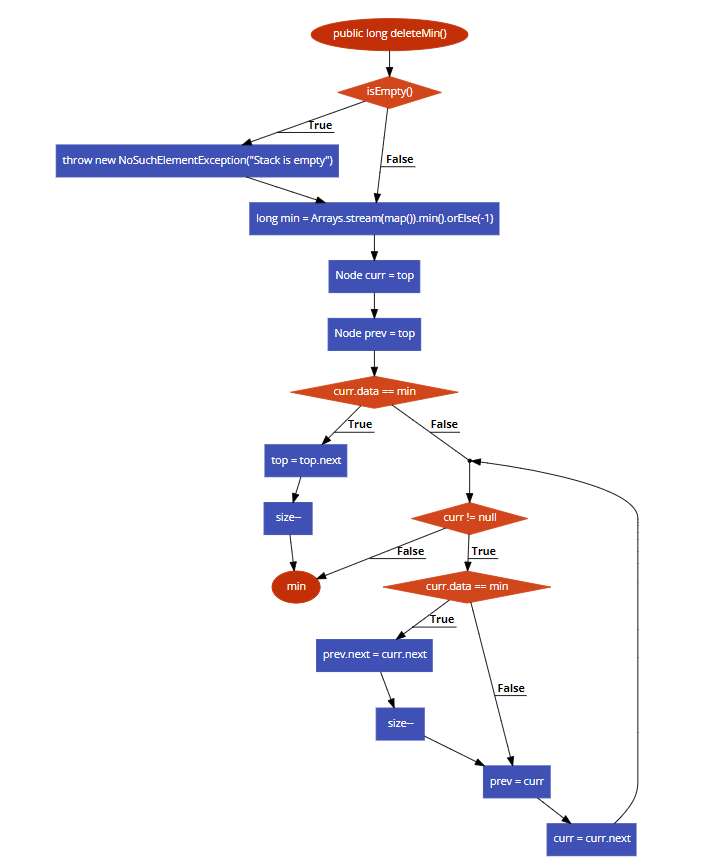 public long deleteMin()
isEmpty()
True
False
throw new NoSuchElementException("Stack is empty")
long min = Arrays.stream(map()).min().orElse(-1)
Node curr = top
Node prev = top
curr.data == min
True
False
top = top.next
size--
curr != null
False
True
min
curr.data == min
True
prev.next = curr.next
False
size--
prev = curr
curr = curr.next